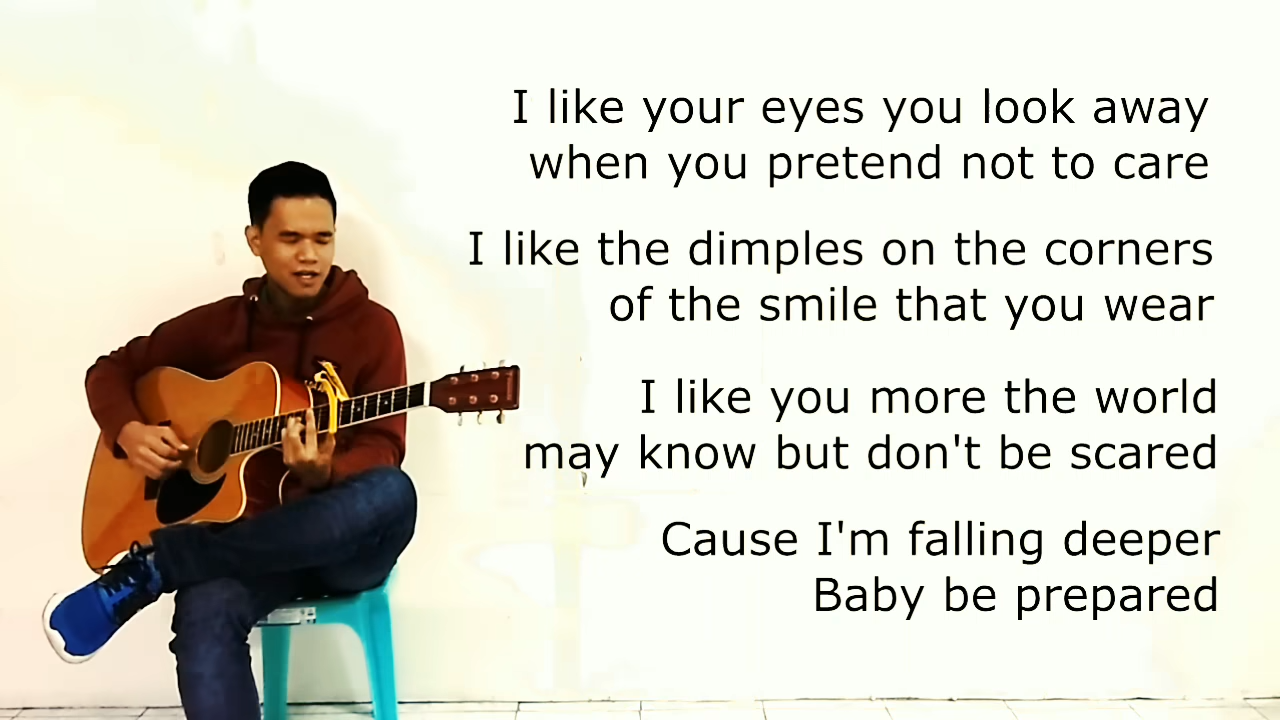 I like your eyes you look away
when you pretend not to care
I like the dimples on the corners
of the smile that you wear
I like you more the world
may know but don't be scared
Cause I'm falling deeper
Baby be prepared